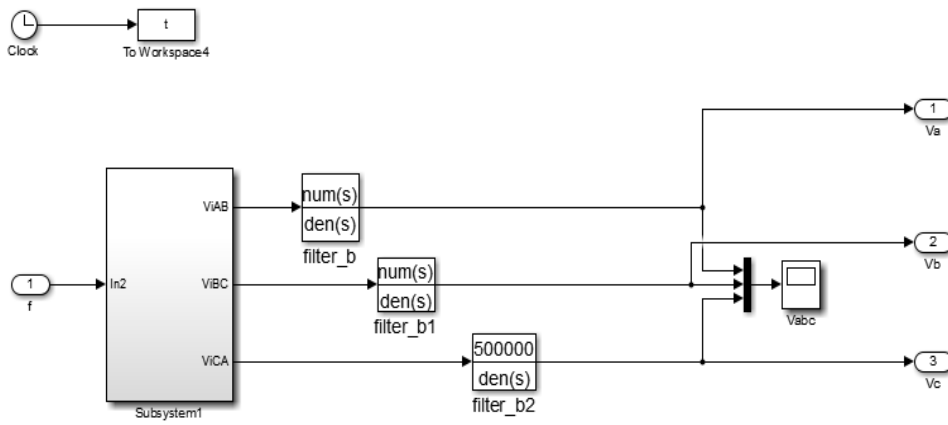 t
Clock
To Workspace4
1
Va
ViAB
num(s)
den(s)
filter_b
2
Vb
1
f
In2
ViBC
num(s)
den(s)
filter_b1
Vabc
ViCA
500000
den(s)
filter_b2
3
Vc
Subsystem1